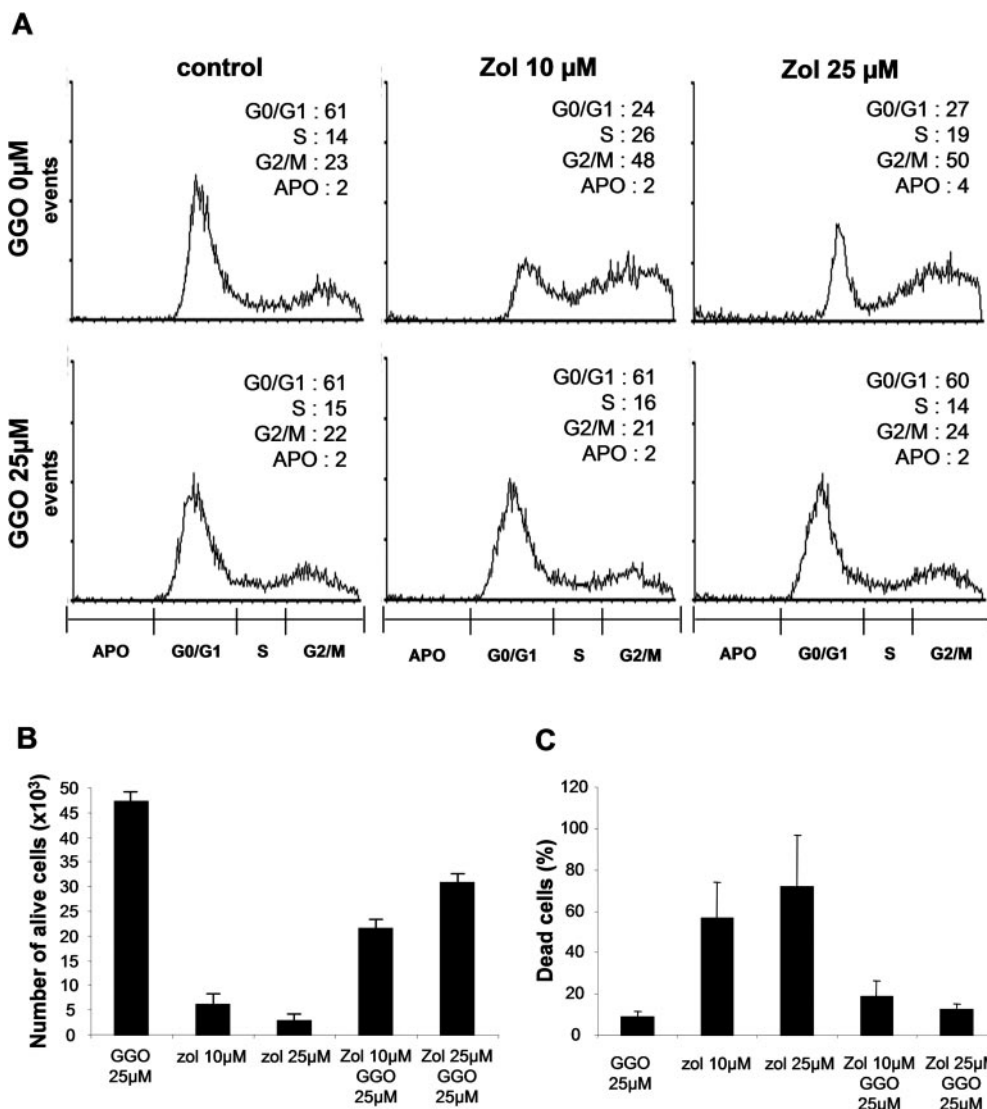 A
control
Zol 10 µM
Zol 25 µM
GGO 0µM
events
G0/G1 : 61
S : 14
G2/M : 23
APO : 2
G0/G1 : 24
S : 26
G2/M : 48
APO : 2
G0/G1 : 27
S : 19
G2/M : 50
APO : 4
GGO 25µM
events
G0/G1 : 61
S : 15
G2/M : 22
APO : 2
G0/G1 : 61
S : 16
G2/M : 21
APO : 2
G0/G1 : 60
S : 14
G2/M : 24
APO : 2
APO G0/G1 S G2/M
APO G0/G1 S G2/M
APO G0/G1 S G2/M
B
Number of alive cells (x10³)
50
45
40
35
30
25
20
15
10
5
0
GGO
25µM
zol 10µM
zol 25µM
Zol 10µM
GGO
25µM
Zol 25µM
GGO
25µM
C
Dead cells (%)
120
100
80
60
40
20
0
GGO
25µM
zol 10µM
zol 25µM
Zol 10µM
GGO
25µM
Zol 25µM
GGO
25µM